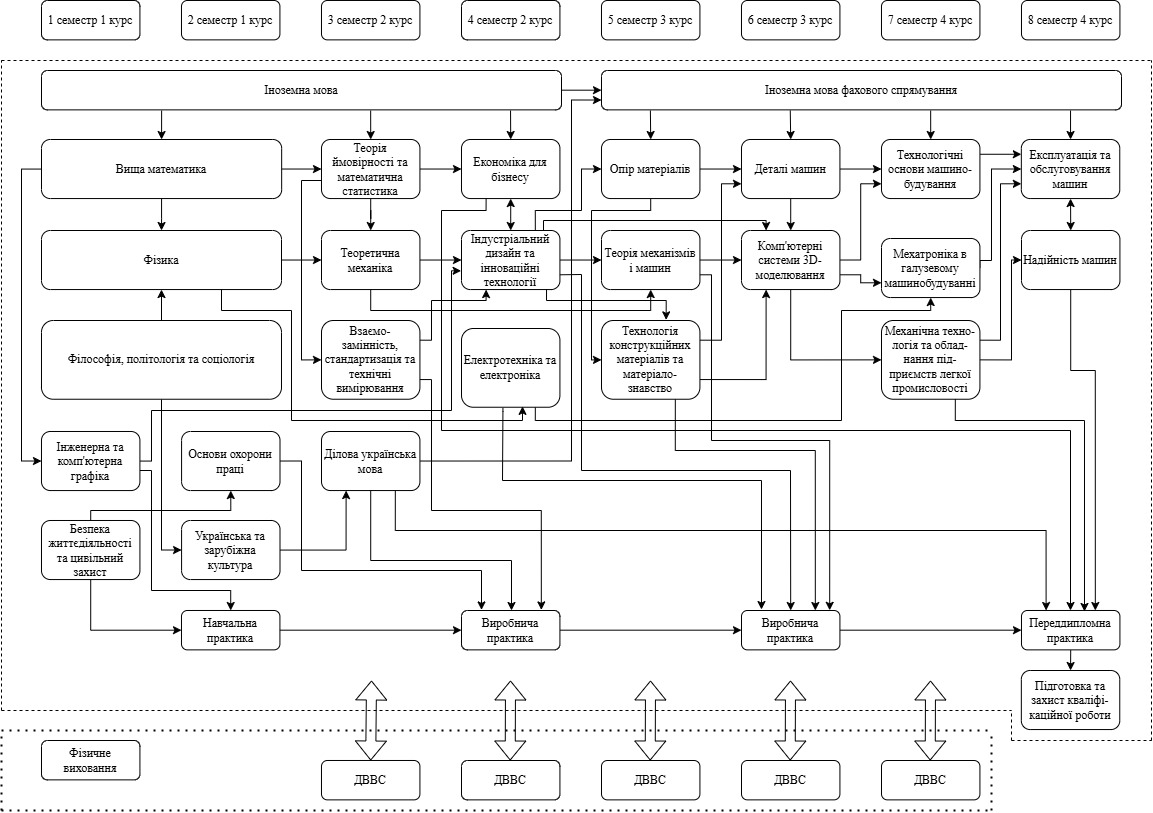 1 семестр 1 курс
2 семестр 1 курс
3 семестр 2 курс
4 семестр 2 курс
5 семестр 3 курс
6 семестр 3 курс
7 семестр 4 курс
8 семестр 4 курс
Іноземна мова
Іноземна мова фахового спрямування
Вища математика
Теорія
ймовірності та
математична
статистика
Економіка для
бізнесу
Опір матеріалів
Деталі машин
Технологічні
основи машино-
будування
Експлуатація та
обслуговування
машин
Фізика
Теоретична
механіка
Індустріальний
дизайн та
інноваційні
технології
Теорія механізмів
і машин
Комп'ютерні
системи 3D-
моделювання
Мехатроніка в
галузевому
машинобудуванні
Надійність машин
Філософія, політологія та соціологія
Взаємо-
замінність,
стандартизація та
технічні
вимірювання
Електротехніка та
електроніка
Технологія
конструкційних
матеріалів та
матеріало-
знавство
Механічна техно-
логія та облад-
нання під-
приємств легкої
промисловості
Інженерна та
комп'ютерна
графіка
Основи охорони
праці
Ділова українська
мова
Безпека
життєдіяльності
та цивільний
захист
Українська та
зарубіжна
культура
Навчальна
практика
Виробнича
практика
Виробнича
практика
Переддипломна
практика
Підготовка та
захист кваліфі-
каційної роботи
Фізичне
виховання
ДВВС
ДВВС
ДВВС
ДВВС
ДВВС